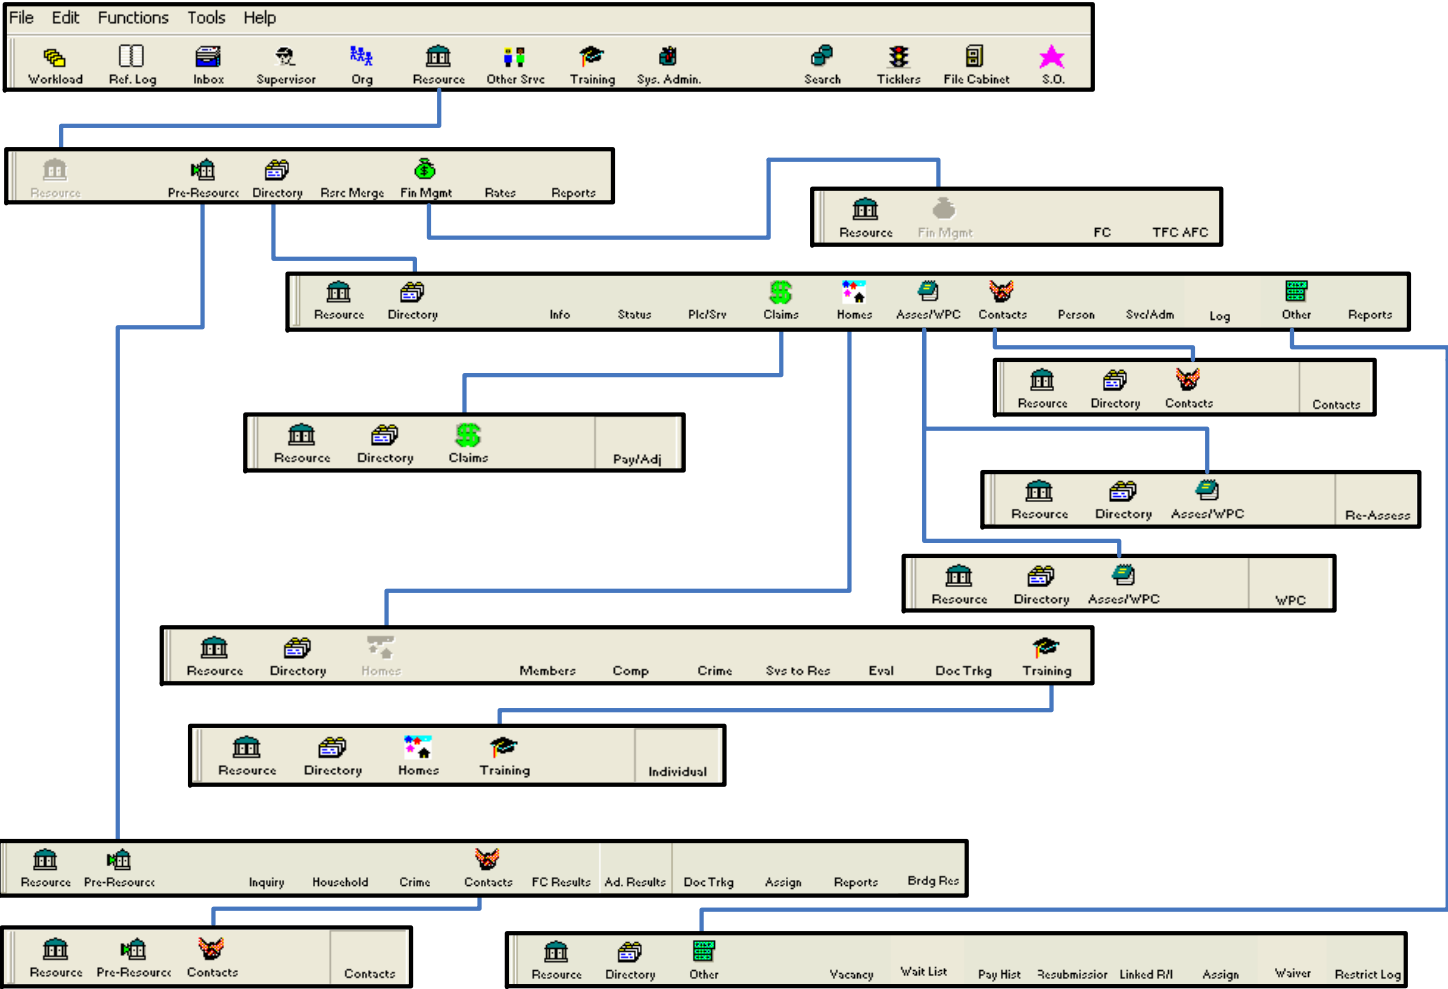 File Edit Functions Tools Help
Workload Ref. Log Inbox Supervisor Org Resource Other Srvc Training Sys. Admin. Search Ticklers File Cabinet S.O.
Resource Pre-Resource Directory Rsrc Merge Fin Mgmt Rates Reports
Resource Fin Mgmt FC TFC AFC
Resource Directory Info Status Plc/Srv Claims Homes Asses/WPC Contacts Person Svc/Adm Log Other Reports
Resource Directory Contacts Contacts
Resource Directory Claims Pay/Adj
Resource Directory Asses/WPC Re-Assess
Resource Directory Asses/WPC WPC
Resource Directory Homes Members Comp Crime Svs to Res Eval Doc Trkg Training
Resource Directory Homes Training Individual
Resource Pre-Resource Inquiry Household Crime Contacts FC Results Ad. Results Doc Trkg Assign Reports Brdg Res
Resource Pre-Resource Contacts Contacts
Resource Directory Other Vacancy Wait List Pay Hist Resubmission Linked R/I Assign Waiver Restrict Log